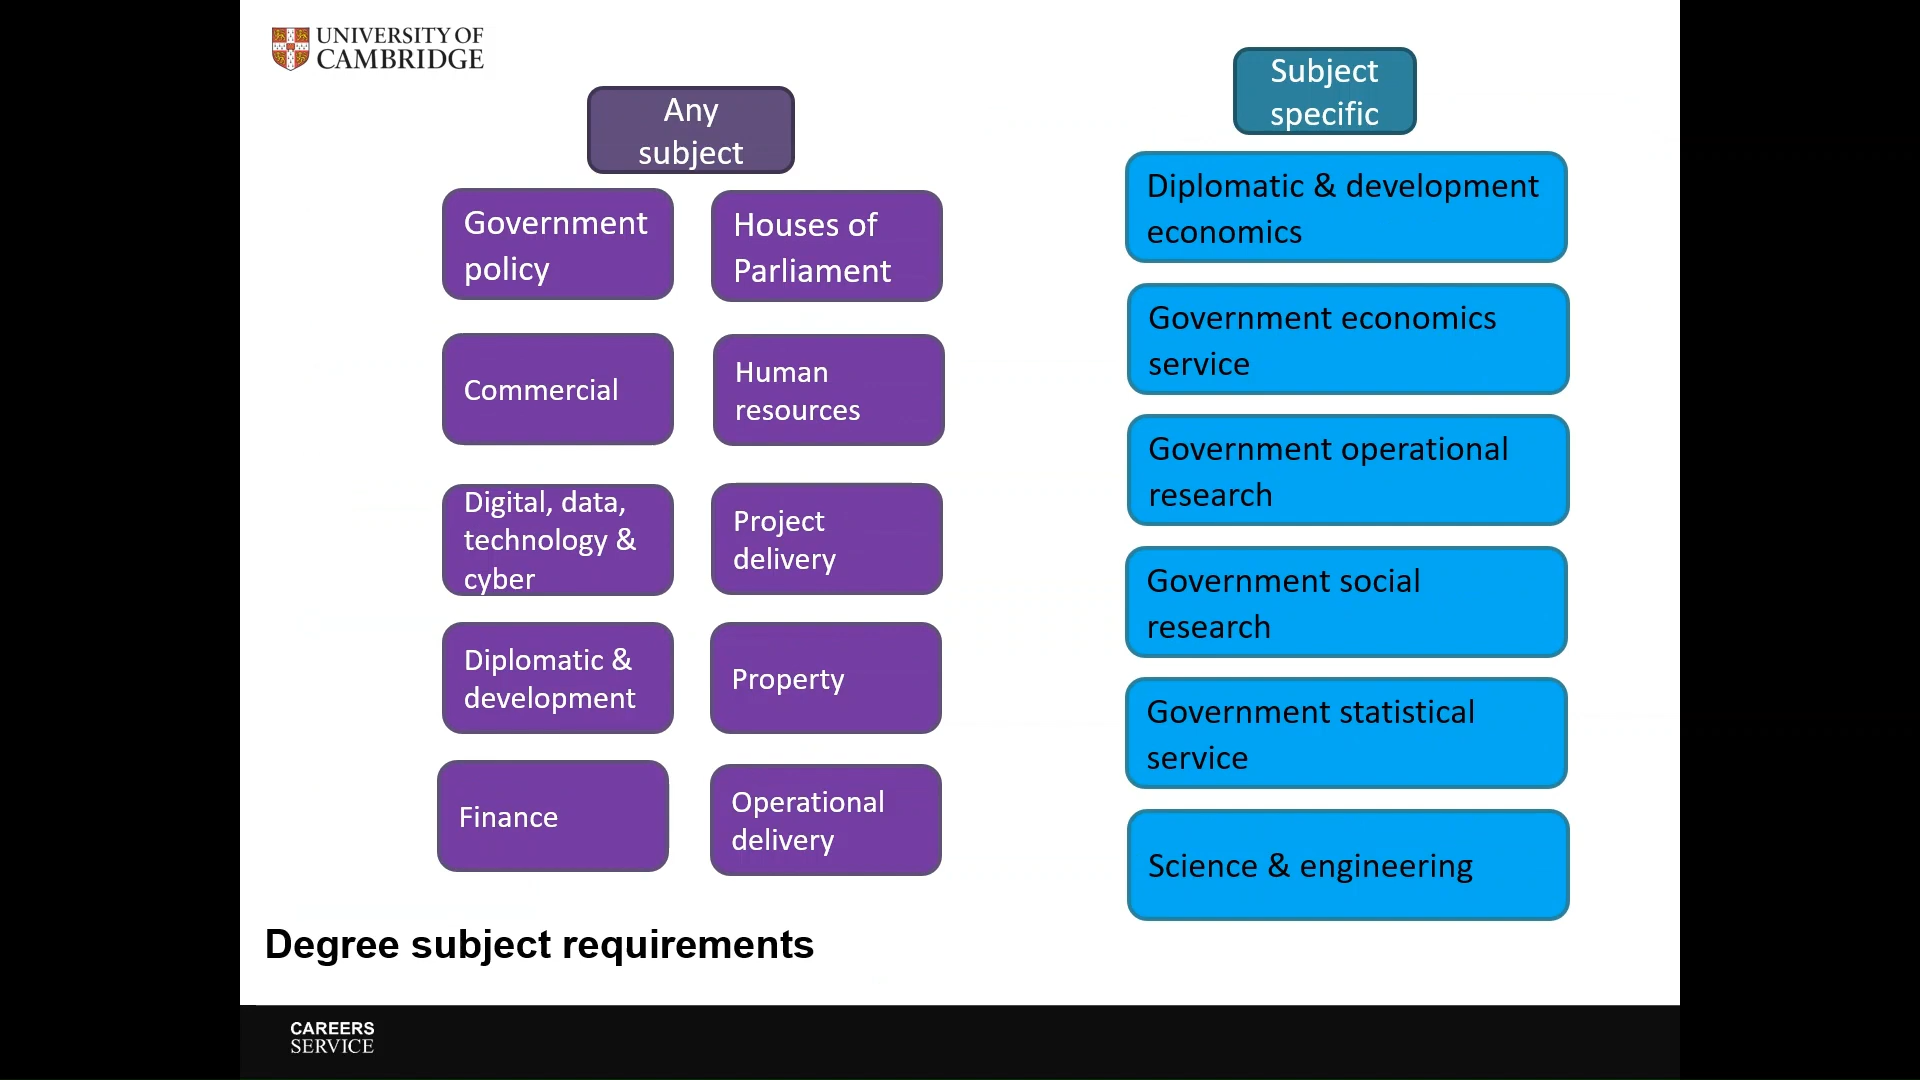 UNIVERSITY OF
CAMBRIDGE
Any
subject
Government
policy
Houses of
Parliament
Commercial
Human
resources
Digital, data,
technology &
cyber
Project
delivery
Diplomatic &
development
Property
Finance
Operational
delivery
Subject
specific
Diplomatic & development
economics
Government economics
service
Government operational
research
Government social
research
Government statistical
service
Science & engineering
Degree subject requirements
CAREERS
SERVICE